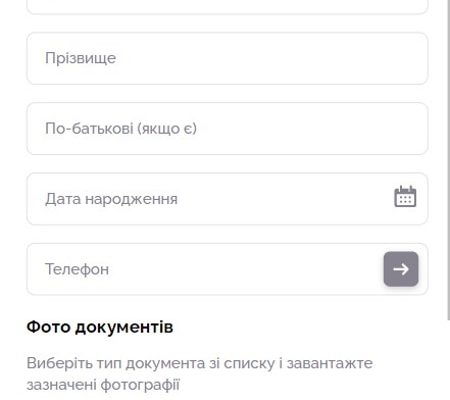 Прізвище
По-батькові (якщо є)
Дата народження
Телефон
Фото документів
Виберіть тип документа зі списку і завантажте
зазначені фотографії